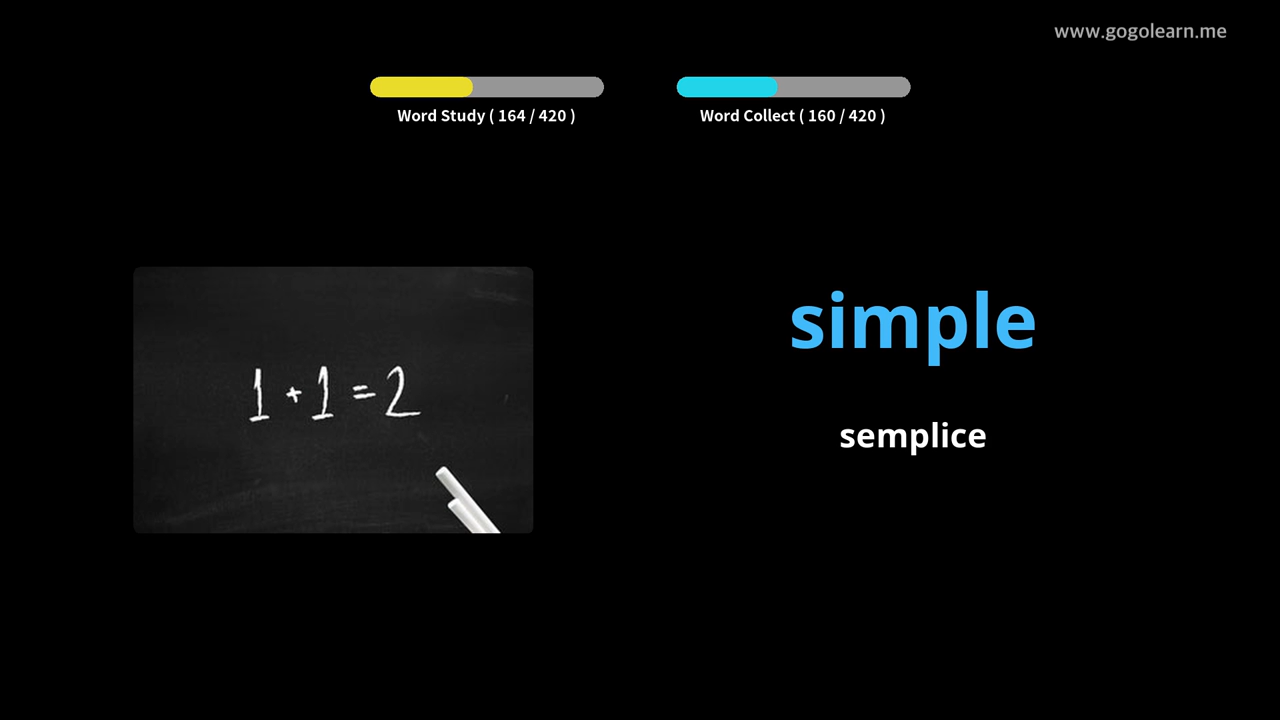 www.gogolearn.me
Word Study ( 164 / 420 )
Word Collect ( 160 / 420 )
1 + 1 = 2
simple
semplice